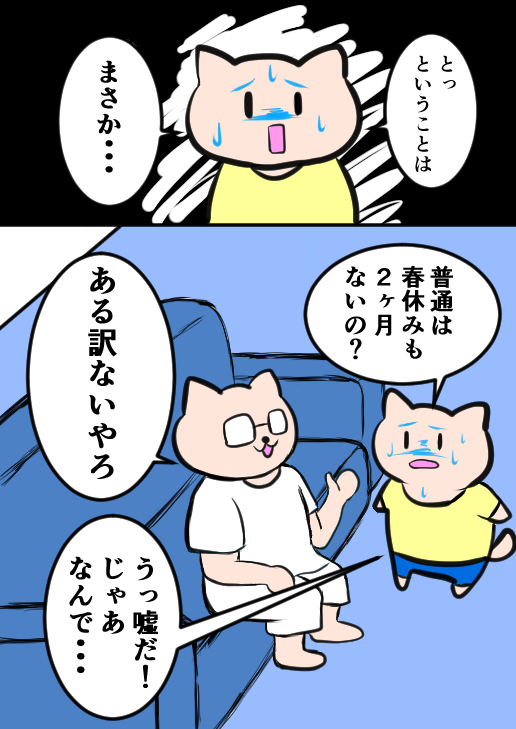 とっ
ということは
まさか・・・
普通は
春休みも
２ヶ月
ないの？
ある訳ないやろ
うっ嘘だ！
じゃあ
なんで・・・